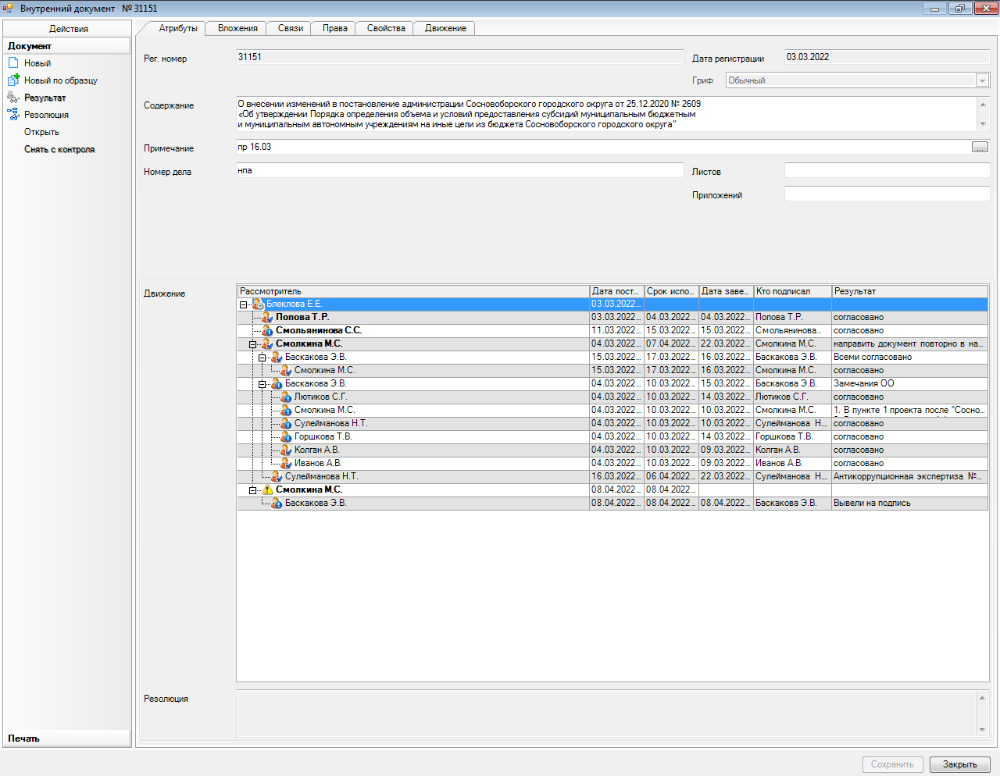 Внутренний документ № 31151
Действия
Документ
Новый
Новый по образцу
Результат
Резолюция
Открыть
Снять с контроля
Печать
Атрибуты Вложения Связи Права Свойства Движение
Рег. номер 31151 Дата регистрации 03.03.2022
Гриф Обычный
Содержание
О внесении изменений в постановление администрации Сосновоборского городского округа от 25.12.2020 № 2609
«Об утверждении Порядка определения объема и условий предоставления субсидий муниципальным бюджетным
и муниципальным автономным учреждениям на иные цели из бюджета Сосновоборского городского округа"
Примечание пр 16.03 ...
Номер дела нпа Листов
Приложений
Движение
Рассмотритель Дата пост... Срок испо... Дата заве... Кто подписал Результат
Блеклова Е.Е. 03.03.2022...
Попова Т.Р. 03.03.2022... 04.03.2022... 04.03.2022... Попова Т.Р. согласовано
Смольянинова С.С. 11.03.2022... 15.03.2022... 15.03.2022... Смольянинова... согласовано
Смолкина М.С. 04.03.2022... 07.04.2022... 22.03.2022... Смолкина М.С. направить документ повторно в на...
Баскакова Э.В. 15.03.2022... 17.03.2022... 16.03.2022... Баскакова Э.В. Всеми согласовано
Смолкина М.С. 15.03.2022... 17.03.2022... 16.03.2022... Смолкина М.С. согласовано
Баскакова Э.В. 04.03.2022... 10.03.2022... 15.03.2022... Баскакова Э.В. Замечания ОО
Лютиков С.Г. 04.03.2022... 10.03.2022... 14.03.2022... Лютиков С.Г. согласовано
Смолкина М.С. 04.03.2022... 10.03.2022... 10.03.2022... Смолкина М.С. 1. В пункте 1 проекта после "Сосно...
Сулейманова Н.Т. 04.03.2022... 10.03.2022... 10.03.2022... Сулейманова Н... согласовано
Горшкова Т.В. 04.03.2022... 10.03.2022... 14.03.2022... Горшкова Т.В. согласовано
Колган А.В. 04.03.2022... 10.03.2022... 09.03.2022... Колган А.В. согласовано
Иванов А.В. 04.03.2022... 10.03.2022... 09.03.2022... Иванов А.В. согласовано
Сулейманова Н.Т. 16.03.2022... 06.04.2022... 22.03.2022... Сулейманова Н... Антикоррупционная экспертиза №...
Смолкина М.С. 08.04.2022... 08.04.2022...
Баскакова Э.В. 08.04.2022... 08.04.2022... 08.04.2022... Баскакова Э.В. Вывели на подпись
Резолюция
Сохранить Закрыть